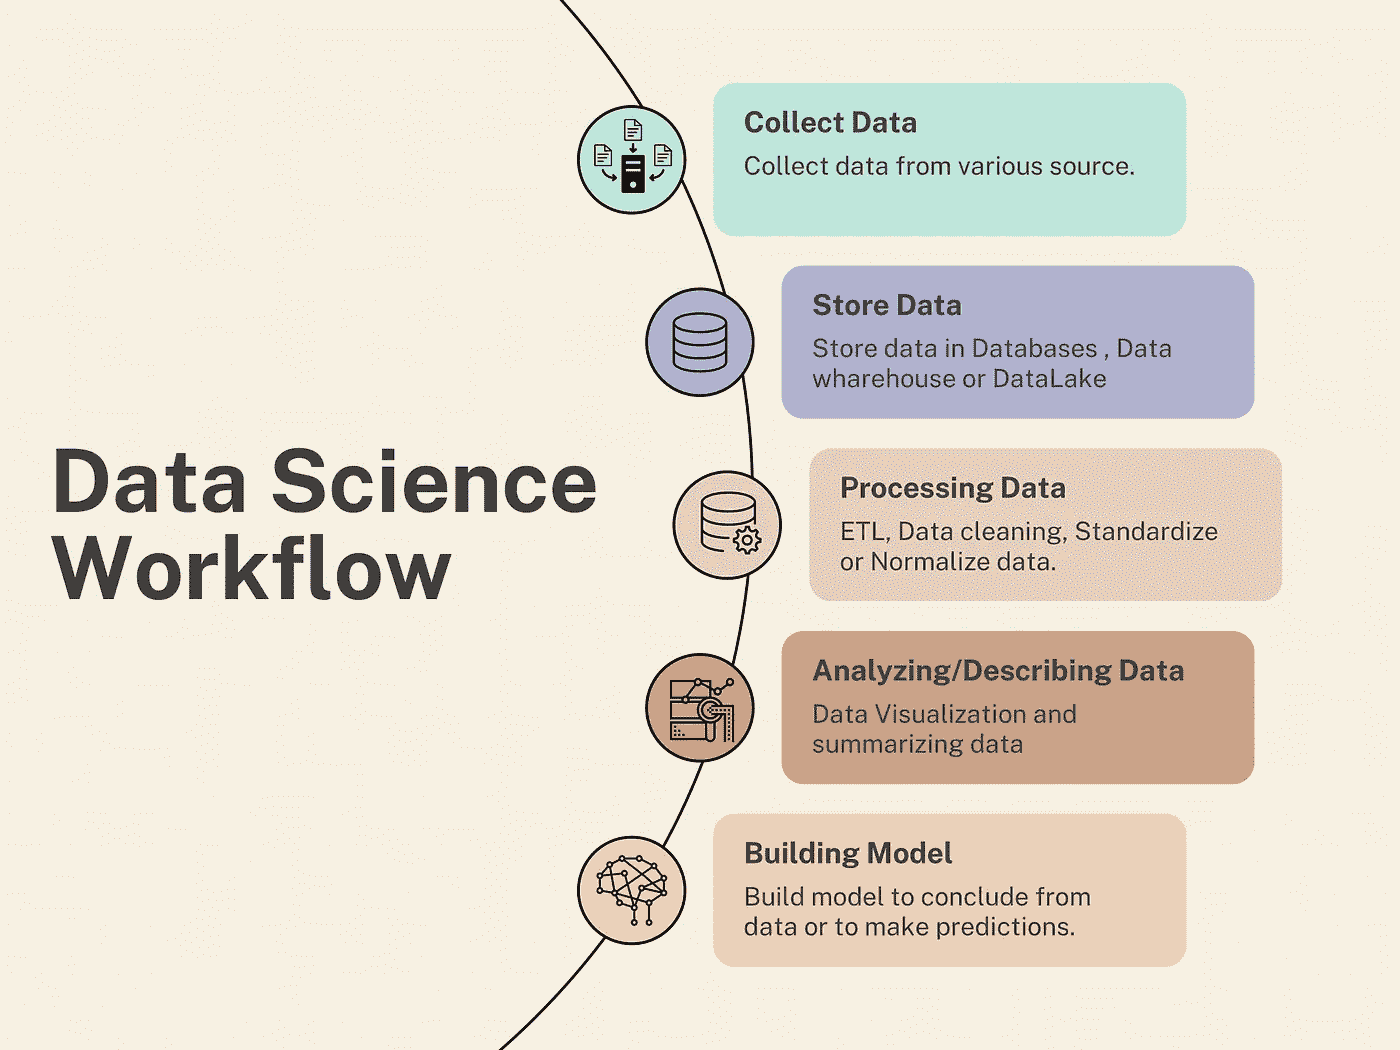 Data Science
Workflow
Collect Data
Collect data from various source.
Store Data
Store data in Databases , Data
wharehouse or DataLake
Processing Data
ETL, Data cleaning, Standardize
or Normalize data.
Analyzing/Describing Data
Data Visualization and
summarizing data
Building Model
Build model to conclude from
data or to make predictions.